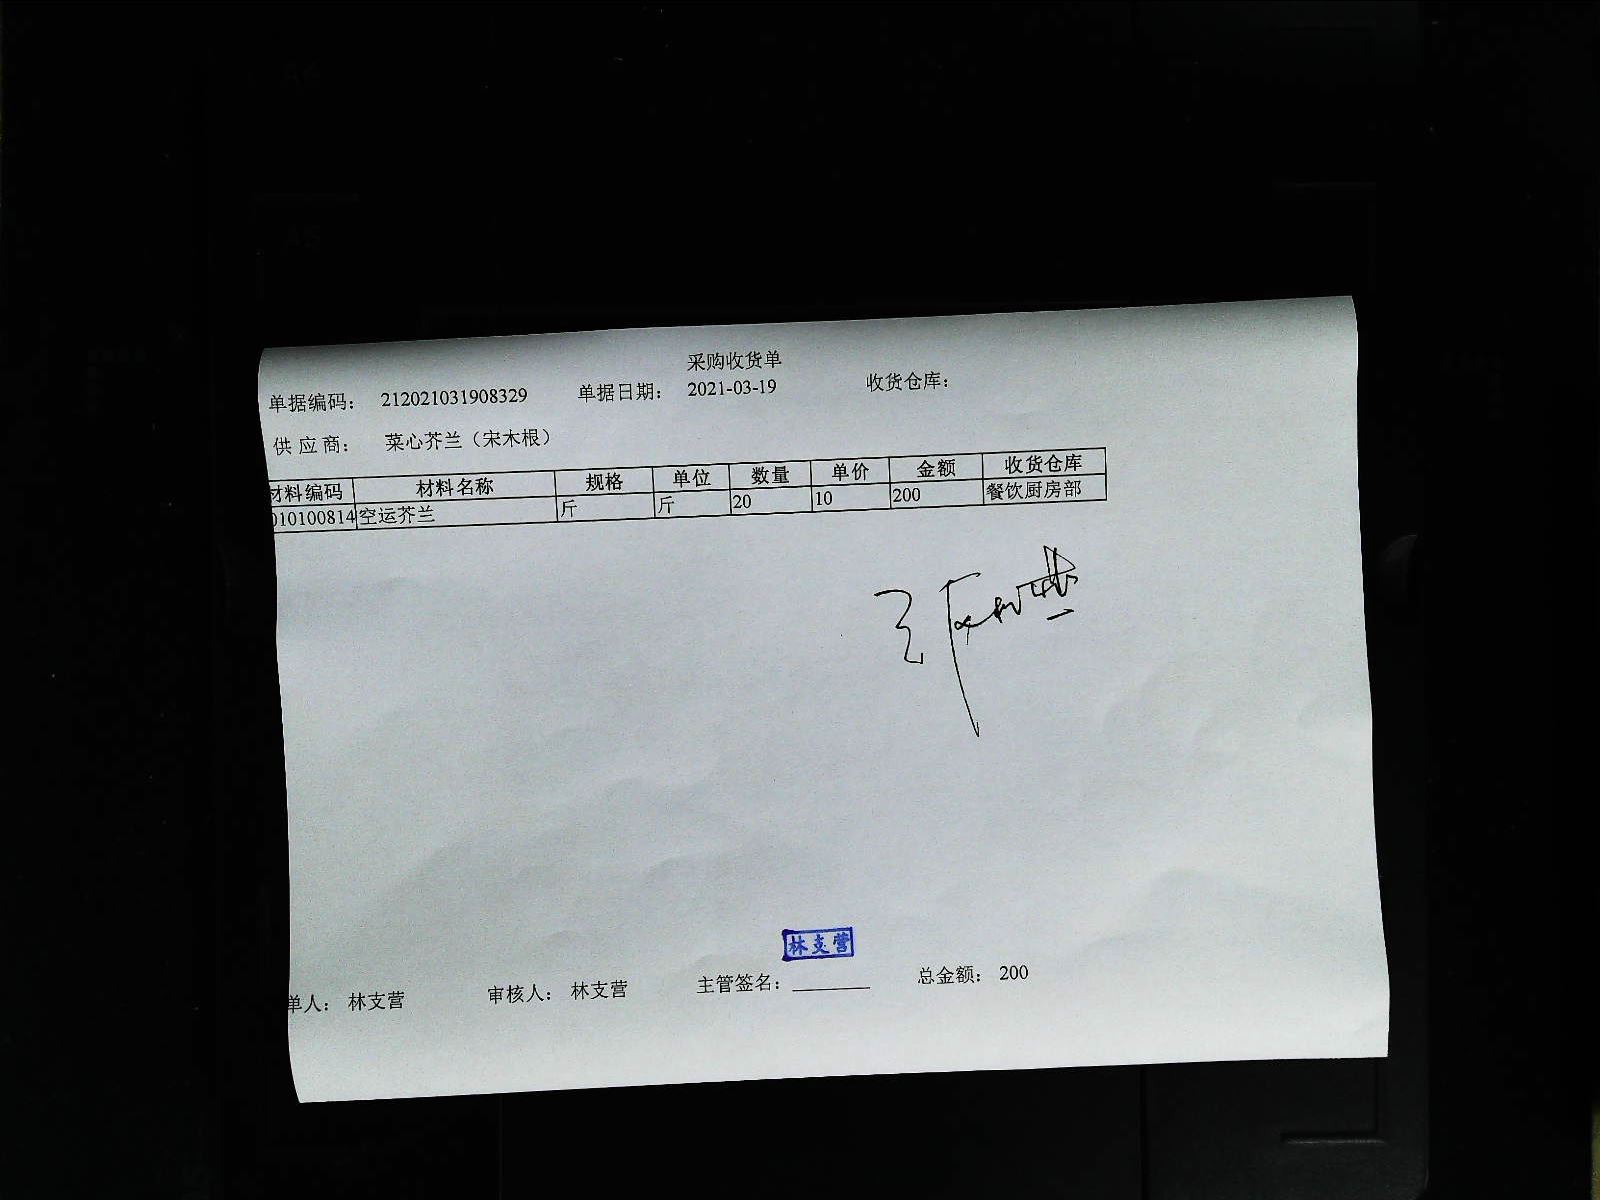 采购收货单
单据编码： 212021031908329 单据日期： 2021-03-19 收货仓库：
供 应 商： 菜心芥兰（宋木根）
材料编码 材料名称 规格 单位 数量 单价 金额 收货仓库
010100814 空运芥兰 斤 斤 20 10 200 餐饮厨房部
林支营
单人： 林支营 审核人： 林支营 主管签名：________ 总金额： 200